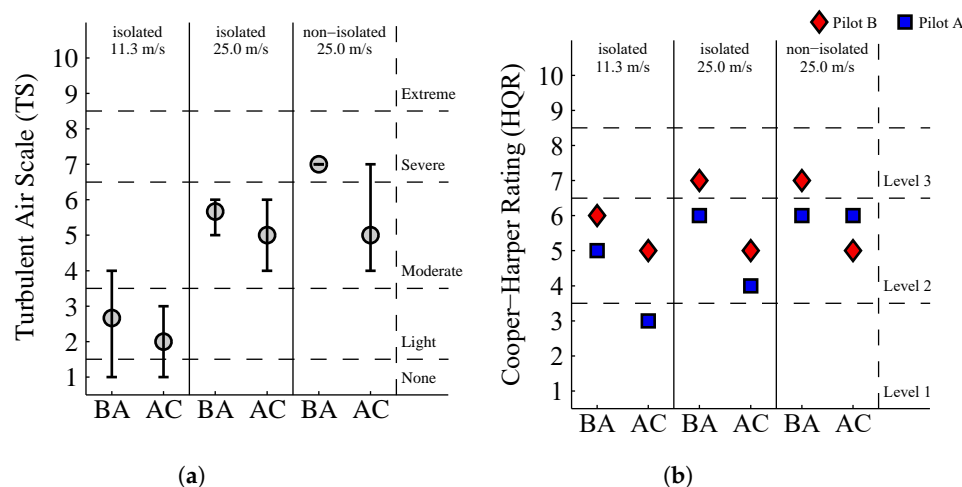 Turbulent Air Scale (TS)
isolated
11.3 m/s
isolated
25.0 m/s
non−isolated
25.0 m/s
10
9
8
7
6
5
4
3
2
1
Extreme
Severe
Moderate
Light
None
BA AC BA AC BA AC
(a)
Pilot B Pilot A
Cooper−Harper Rating (HQR)
isolated
11.3 m/s
isolated
25.0 m/s
non−isolated
25.0 m/s
10
9
8
7
6
5
4
3
2
1
Level 3
Level 2
Level 1
BA AC BA AC BA AC
(b)